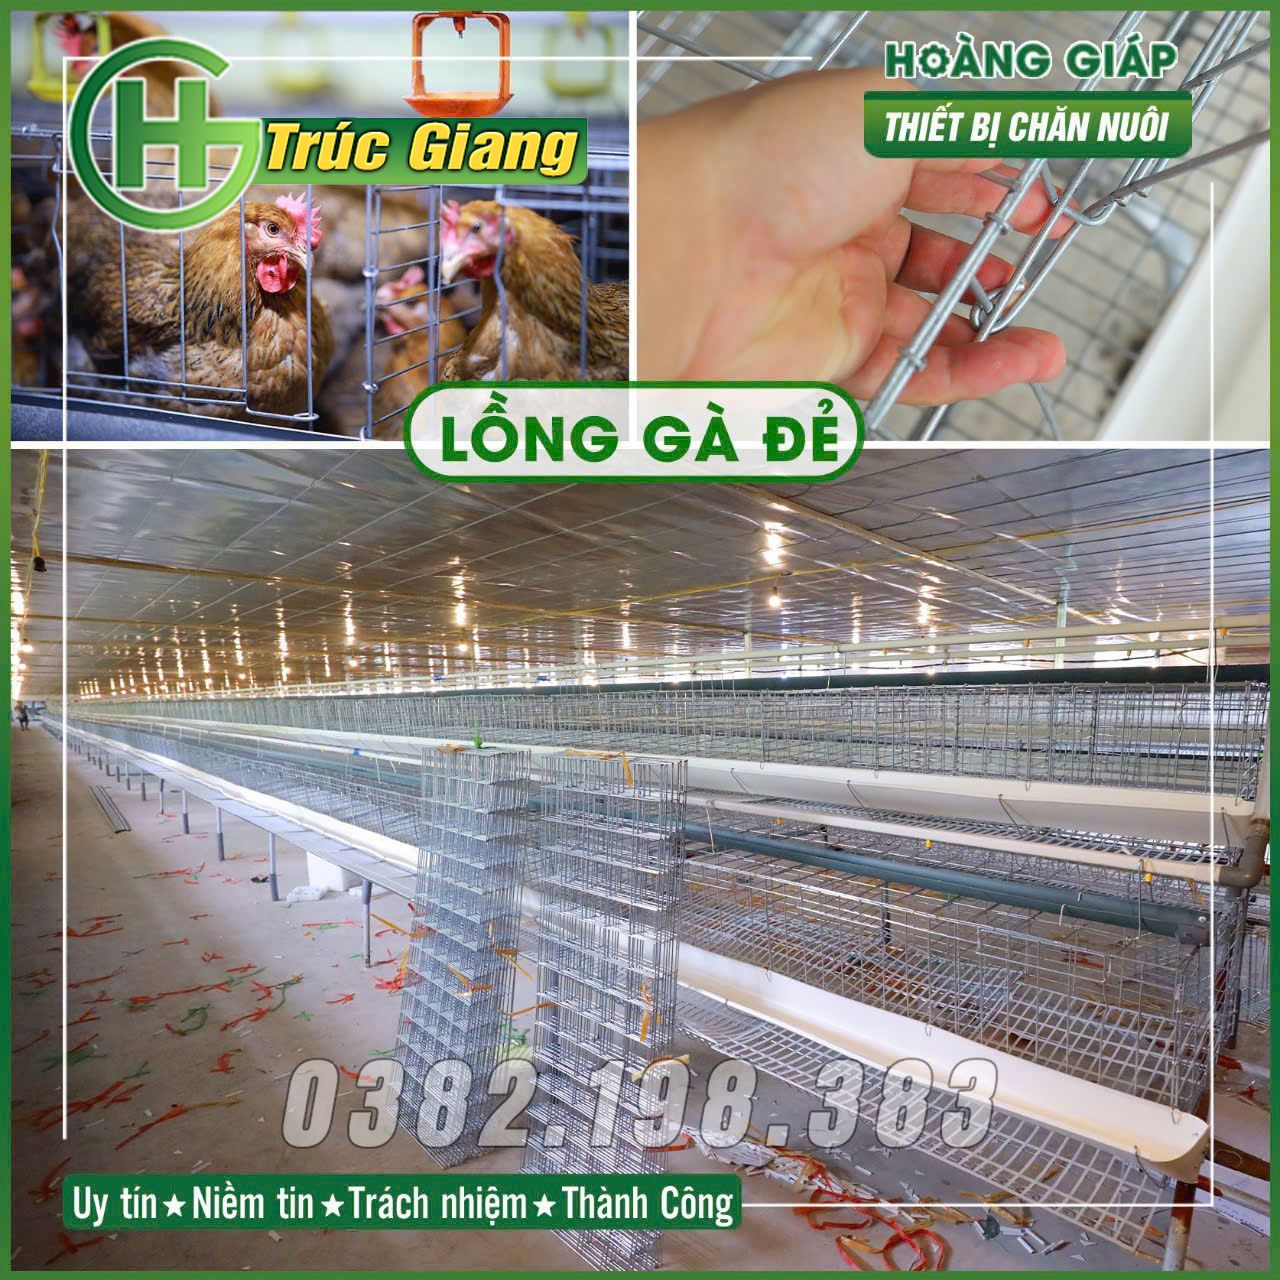 HG
Trúc Giang
HOÀNG GIÁP
THIẾT BỊ CHĂN NUÔI
LỒNG GÀ ĐẺ
0382.198.383
Uy tín★Niềm tin★Trách nhiệm★Thành Công